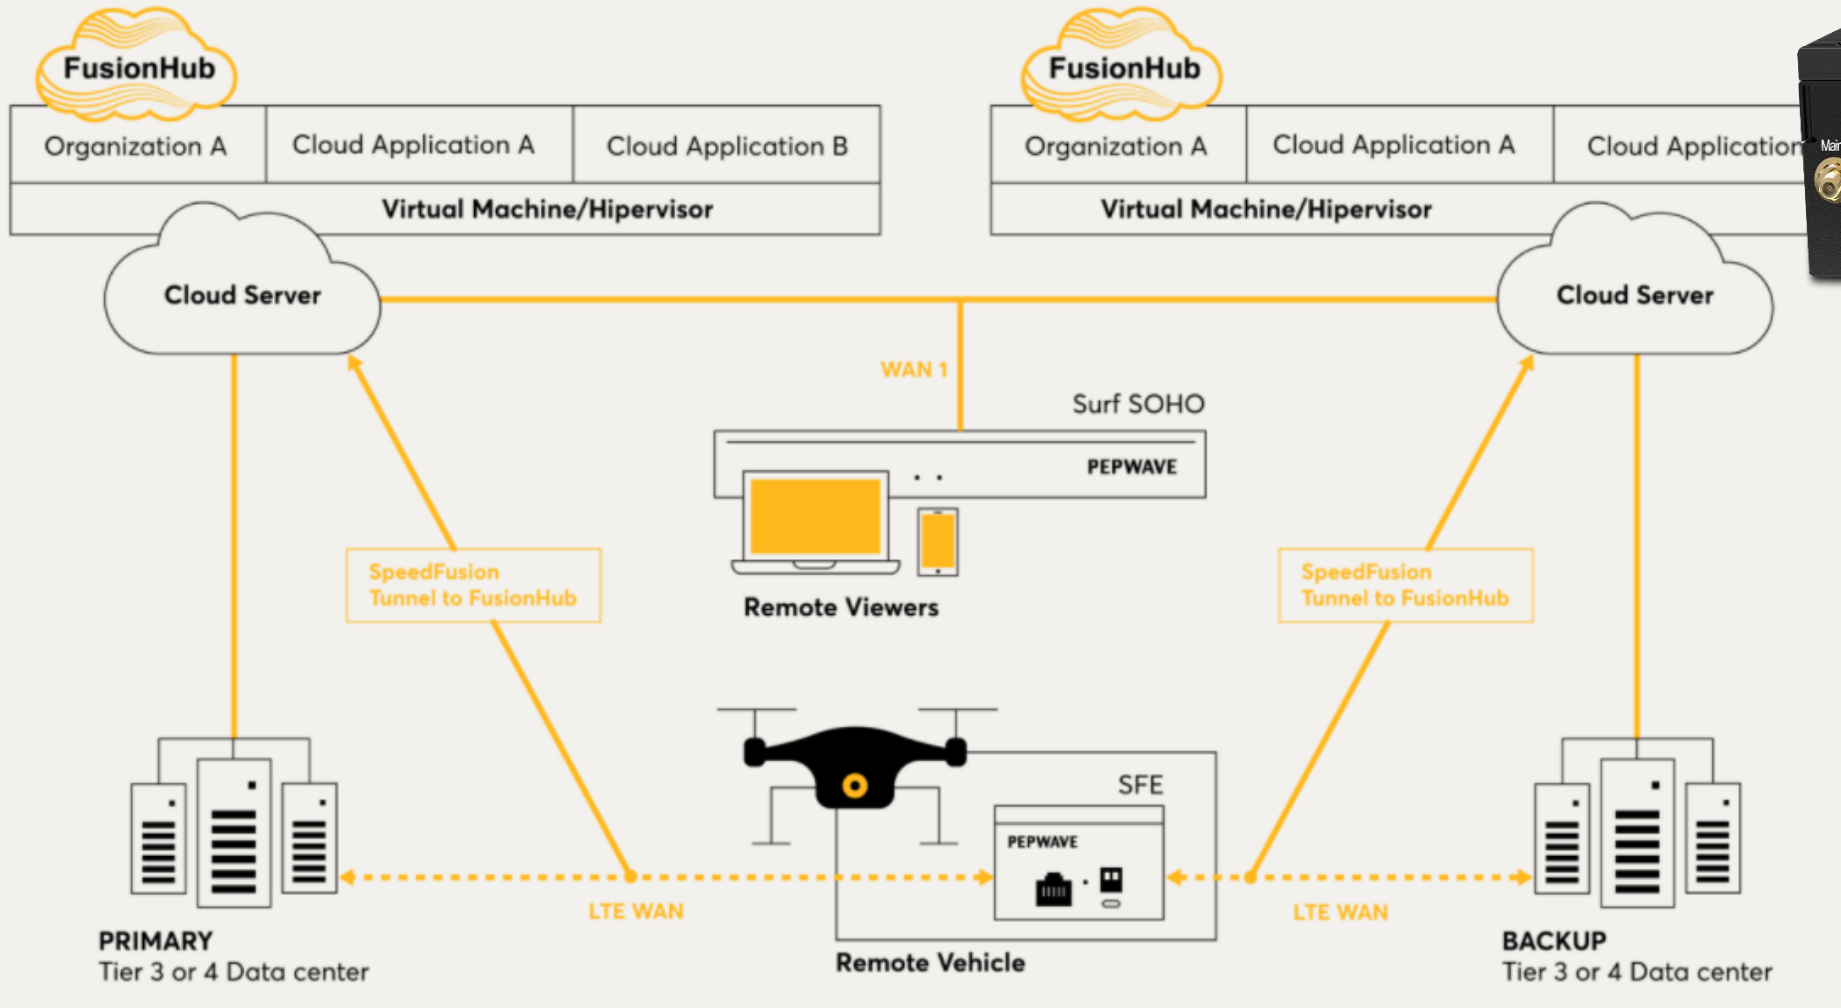 FusionHub
FusionHub
Organization A
Cloud Application A
Cloud Application B
Organization A
Cloud Application A
Cloud Application
Main
Virtual Machine/Hipervisor
Virtual Machine/Hipervisor
Cloud Server
Cloud Server
WAN 1
Surf SOHO
PEPWAVE
SpeedFusion
Tunnel to FusionHub
SpeedFusion
Tunnel to FusionHub
Remote Viewers
SFE
PEPWAVE
LTE WAN
LTE WAN
PRIMARY
Tier 3 or 4 Data center
Remote Vehicle
BACKUP
Tier 3 or 4 Data center